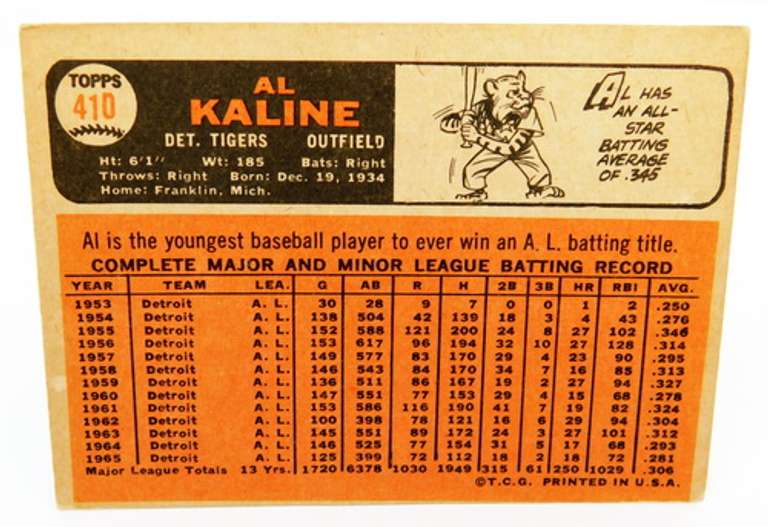 TOPPS
410
AL
KALINE
DET. TIGERS OUTFIELD
Ht: 6'1" Wt: 185 Bats: Right
Throws: Right Born: Dec. 19, 1934
Home: Franklin, Mich.
AL HAS
AN ALL-
STAR
BATTING
AVERAGE
OF .345
Al is the youngest baseball player to ever win an A. L. batting title.
COMPLETE MAJOR AND MINOR LEAGUE BATTING RECORD
YEAR TEAM LEA. G AB R H 2B 3B HR RBI AVG.
1953 Detroit A. L. 30 28 9 7 0 0 1 2 .250
1954 Detroit A. L. 138 504 42 139 18 3 4 43 .276
1955 Detroit A. L. 152 588 121 200 24 8 27 102 .346
1956 Detroit A. L. 153 617 96 194 32 10 27 128 .314
1957 Detroit A. L. 149 577 83 170 29 4 23 90 .295
1958 Detroit A. L. 146 543 84 170 34 7 16 85 .313
1959 Detroit A. L. 136 511 86 167 19 2 27 94 .327
1960 Detroit A. L. 147 551 77 153 29 4 15 68 .278
1961 Detroit A. L. 153 586 116 190 41 7 19 82 .324
1962 Detroit A. L. 100 398 78 121 16 6 29 94 .304
1963 Detroit A. L. 145 551 89 172 24 3 27 101 .312
1964 Detroit A. L. 146 525 77 154 31 5 17 68 .293
1965 Detroit A. L. 125 399 72 112 18 2 18 72 .281
Major League Totals 13 Yrs. 1720 6378 1030 1949 315 61 250 1029 .306
©T.C.G. PRINTED IN U.S.A.